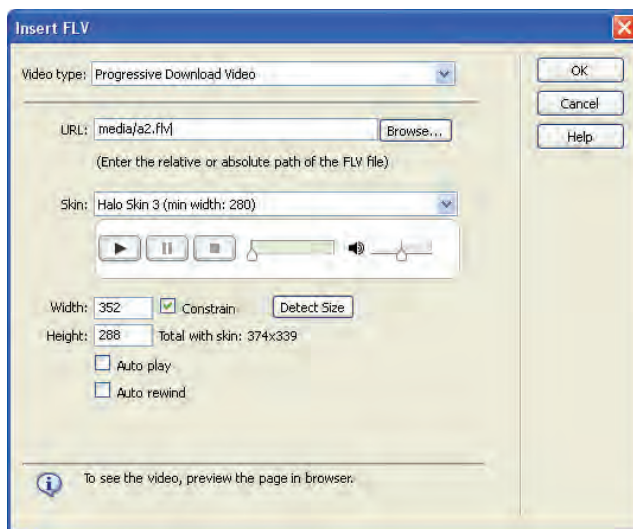 Insert FLV
Video type: Progressive Download Video
OK
Cancel
Help
URL: media/a2.flv Browse...
(Enter the relative or absolute path of the FLV file)
Skin: Halo Skin 3 (min width: 280)
Width: 352 Constrain Detect Size
Height: 288 Total with skin: 374x339
Auto play
Auto rewind
To see the video, preview the page in browser.